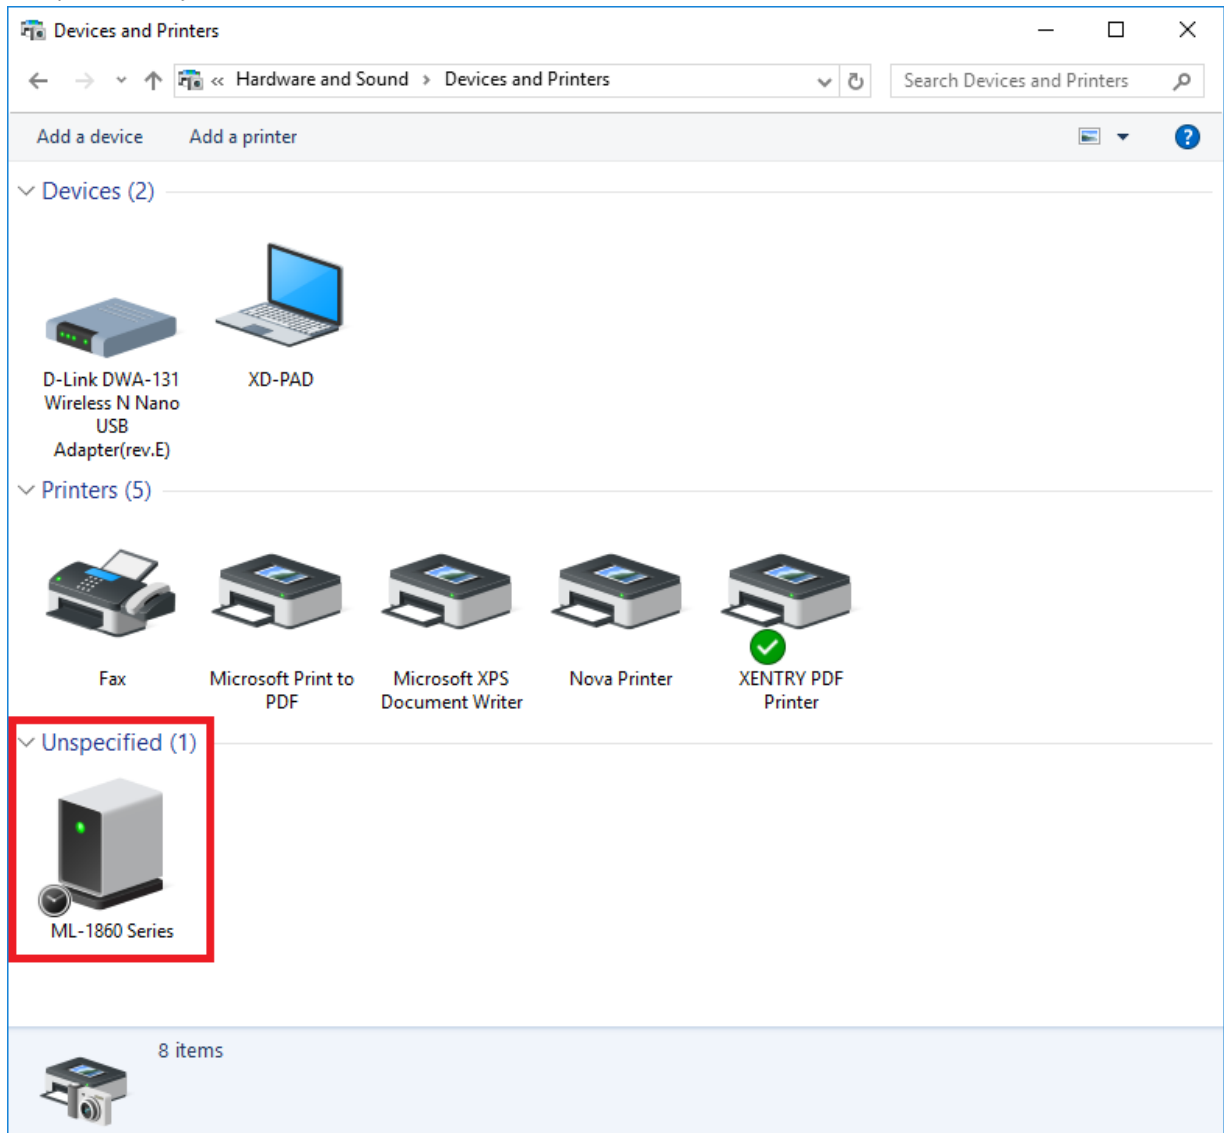 Devices and Printers
« Hardware and Sound › Devices and Printers
Search Devices and Printers
Add a device
Add a printer
?
Devices (2)
D-Link DWA-131
Wireless N Nano
USB
Adapter(rev.E)
XD-PAD
Printers (5)
Fax
Microsoft Print to
PDF
Microsoft XPS
Document Writer
Nova Printer
XENTRY PDF
Printer
Unspecified (1)
ML-1860 Series
8 items